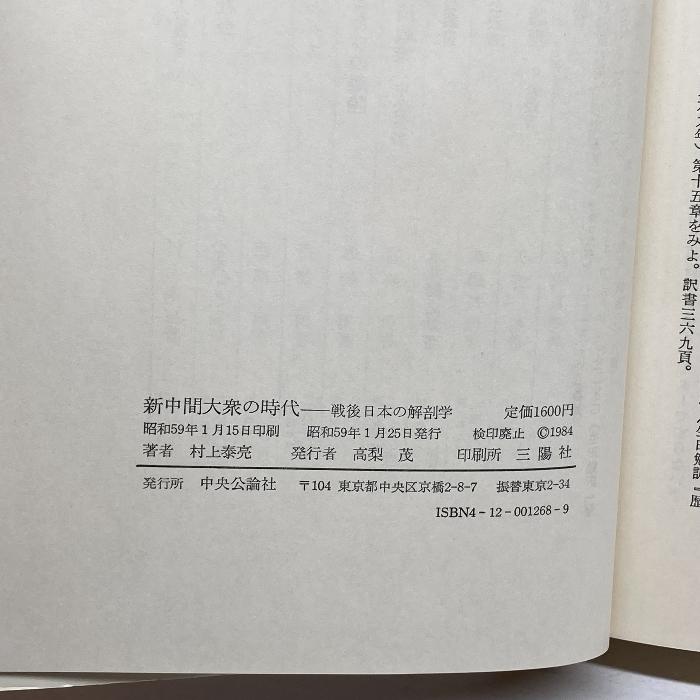 新中間大衆の時代――戦後日本の解剖学　定価1600円
昭和59年1月15日印刷　昭和59年1月25日発行　検印廃止　©1984
著者　村上泰亮　発行者　高梨　茂　印刷所　三陽社
発行所　中央公論社　〒104 東京都中央区京橋2-8-7　振替東京2-34
ISBN4-12-001268-9
第十五章をみよ。訳書三六九頁。